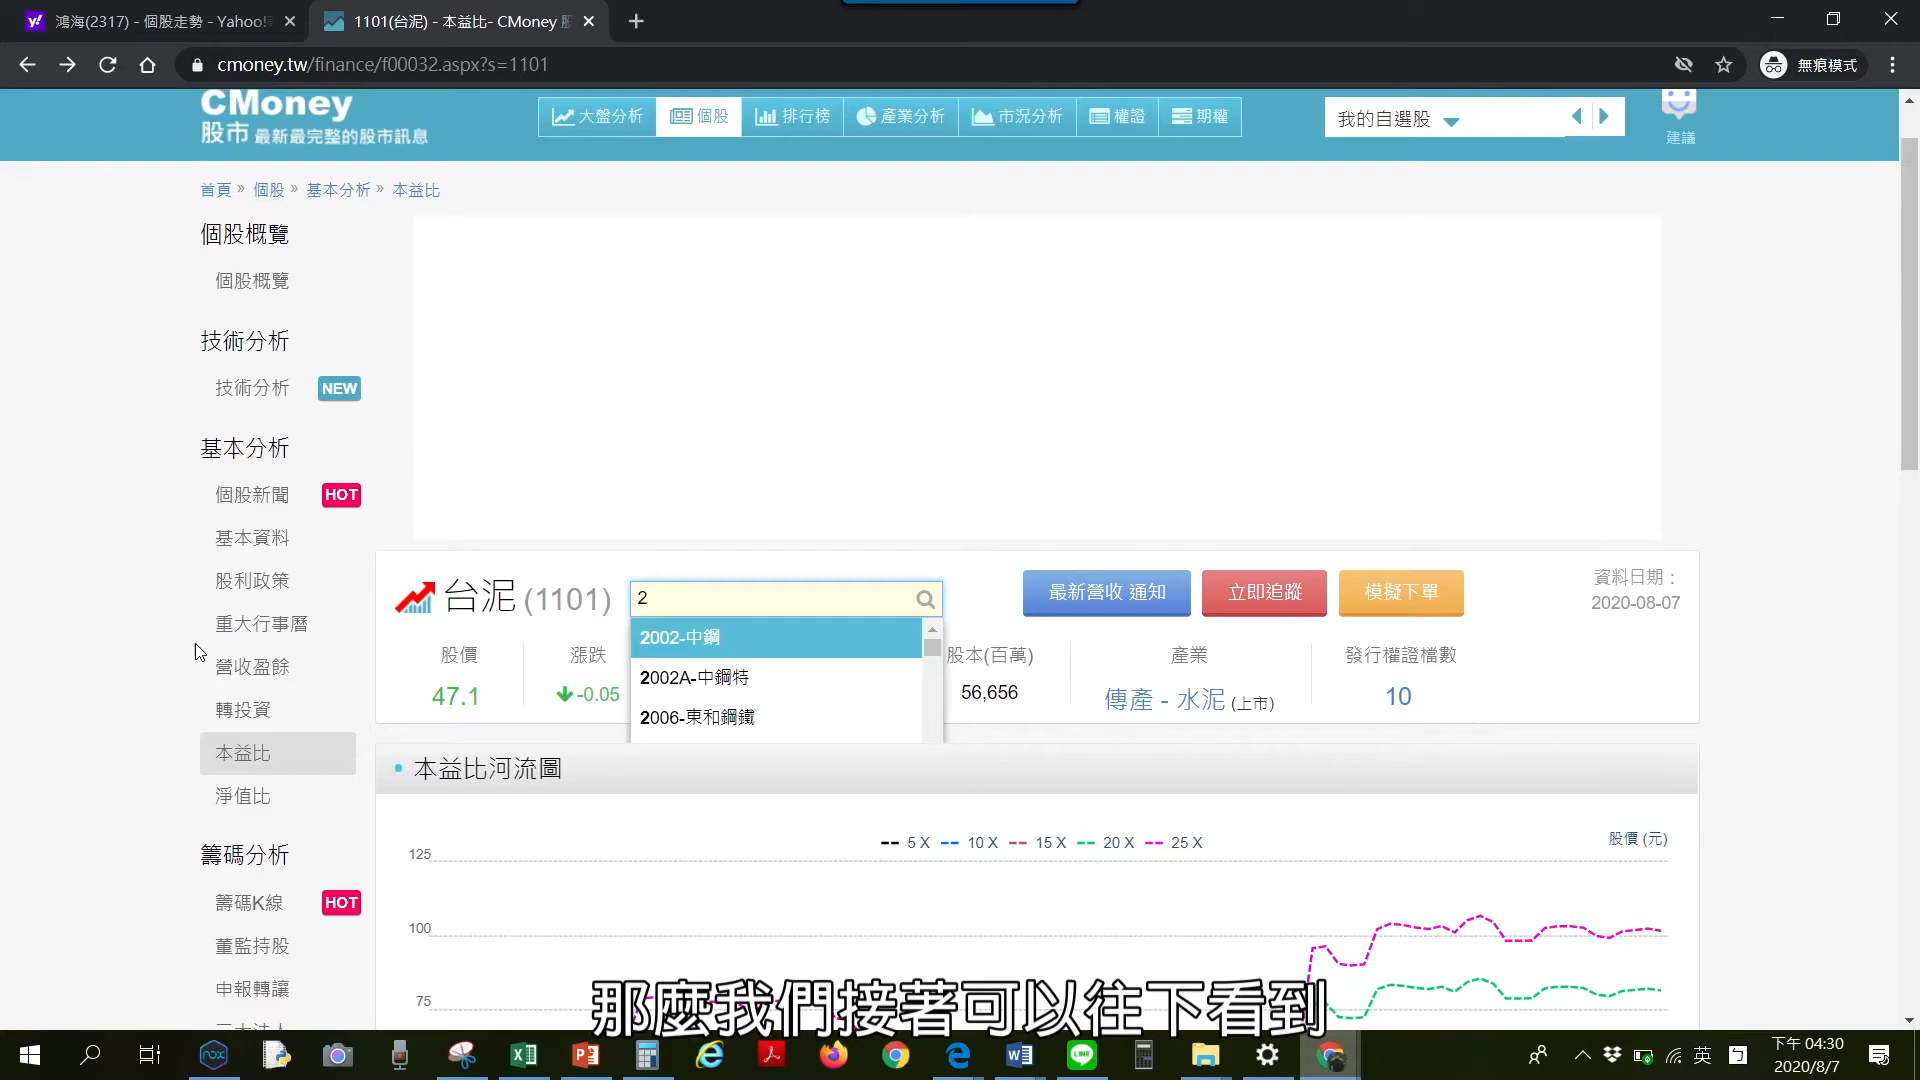 鴻海(2317) - 個股走勢 - Yahoo!奇
1101(台泥) - 本益比- CMoney 股
cmoney.tw/finance/f00032.aspx?s=1101
無痕模式
CMoney
股市 最新最完整的股市訊息
大盤分析
個股
排行榜
產業分析
市況分析
權證
期權
我的自選股
建議
首頁 » 個股 » 基本分析 » 本益比
個股概覽
個股概覽
技術分析
技術分析 NEW
基本分析
個股新聞 HOT
基本資料
股利政策
重大行事曆
營收盈餘
轉投資
本益比
淨值比
籌碼分析
籌碼K線 HOT
董監持股
申報轉讓
三大法人
台泥 (1101)
2
2002-中鋼
2002A-中鋼特
2006-東和鋼鐵
最新營收 通知
立即追蹤
模擬下單
資料日期：
2020-08-07
股價
47.1
漲跌
-0.05
股本(百萬)
56,656
產業
傳產 - 水泥 (上市)
發行權證檔數
10
本益比河流圖
5 X 10 X 15 X 20 X 25 X
股價 (元)
125
100
75
那麼我們接著可以往下看到
nox
LINE
英
下午 04:30
2020/8/7